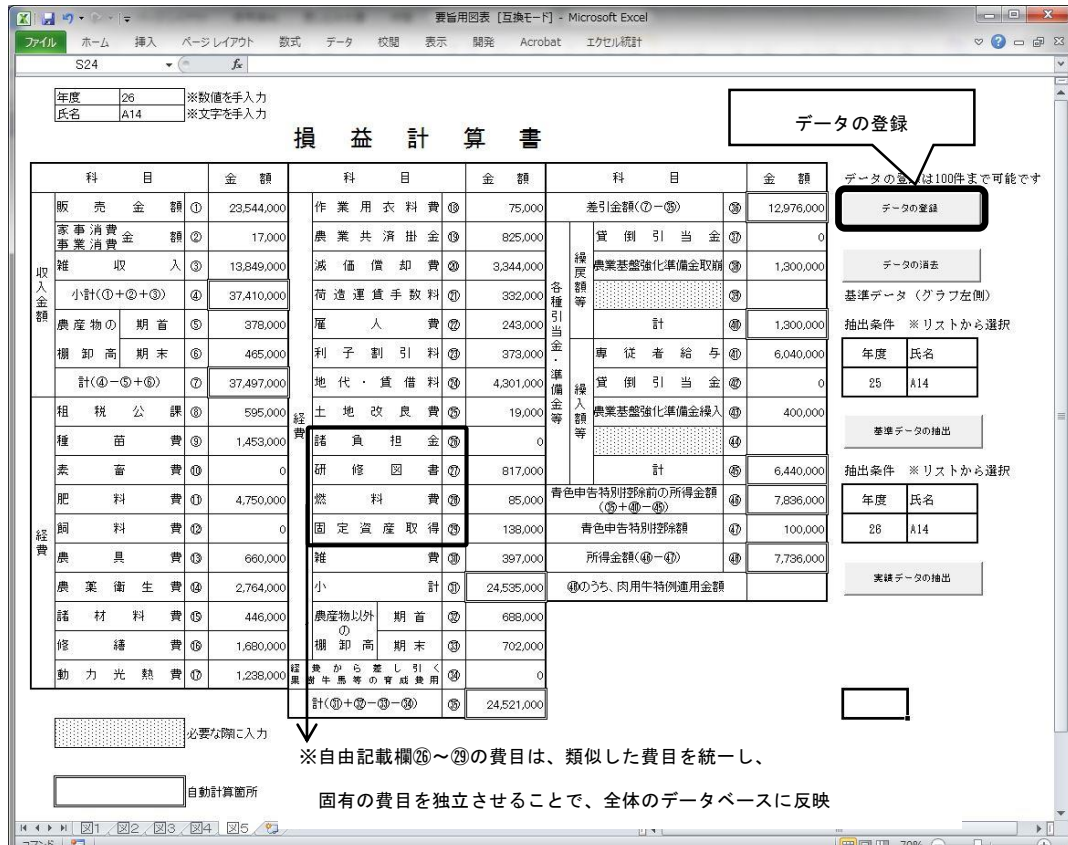 要旨用図表 [互換モード] - Microsoft Excel
ファイル ホーム 挿入 ページ レイアウト 数式 データ 校閲 表示 開発 Acrobat エクセル統計
S24 fx
年度 26 ※数値を手入力
氏名 A14 ※文字を手入力
データの登録
損益計算書
科目 金額 科目 金額 科目 金額
データの登録は100件まで可能です
収入金額
販売金額 ① 23,544,000
家事消費 事業消費 金額 ② 17,000
雑収入 ③ 13,849,000
小計(①+②+③) ④ 37,410,000
農産物の棚卸高 期首 ⑤ 378,000
期末 ⑥ 465,000
計(④-⑤+⑥) ⑦ 37,497,000
経費
租税公課 ⑧ 595,000
種苗費 ⑨ 1,453,000
素畜費 ⑩ 0
肥料費 ⑪ 4,750,000
飼料費 ⑫ 0
農具費 ⑬ 660,000
農薬衛生費 ⑭ 2,764,000
諸材料費 ⑮ 446,000
修繕費 ⑯ 1,680,000
動力光熱費 ⑰ 1,238,000
経費
作業用衣料費 ⑱ 75,000
農業共済掛金 ⑲ 825,000
減価償却費 ⑳ 3,344,000
荷造運賃手数料 ㉑ 332,000
雇人費 ㉒ 243,000
利子割引料 ㉓ 373,000
地代・賃借料 ㉔ 4,301,000
土地改良費 ㉕ 19,000
諸負担金 ㉖ 0
研修図書 ㉗ 817,000
燃料費 ㉘ 85,000
固定資産取得 ㉙ 138,000
雑費 ㉚ 397,000
小計 ㉛ 24,535,000
農産物以外の棚卸高 期首 ㉜ 688,000
期末 ㉝ 702,000
経費から差し引く果樹牛馬等の育成費用 ㉞ 0
計(㉛+㉜-㉝-㉞) ㉟ 24,521,000
差引金額(⑦-㉟) ㊱ 12,976,000
各種引当金・準備金等
繰戻額等
貸倒引当金 ㊲ 0
農業基盤強化準備金取崩 ㊳ 1,300,000
㊴
計 ㊵ 1,300,000
繰入額等
専従者給与 ㊶ 6,040,000
貸倒引当金 ㊷ 0
農業基盤強化準備金繰入 ㊸ 400,000
㊹
計 ㊺ 6,440,000
青色申告特別控除前の所得金額 (㊱+㊵-㊺) ㊻ 7,836,000
青色申告特別控除額 ㊼ 100,000
所得金額(㊻-㊼) ㊽ 7,736,000
㊽のうち、肉用牛特例適用金額
データの登録
データの消去
基準データ(グラフ左側)
抽出条件 ※リストから選択
年度 氏名
25 A14
基準データの抽出
抽出条件 ※リストから選択
年度 氏名
26 A14
実績データの抽出
必要な際に入力
自動計算箇所
※自由記載欄㉖~㉙の費目は、類似した費目を統一し、
固有の費目を独立させることで、全体のデータベースに反映
図1 図2 図3 図4 図5
コマンド 70%